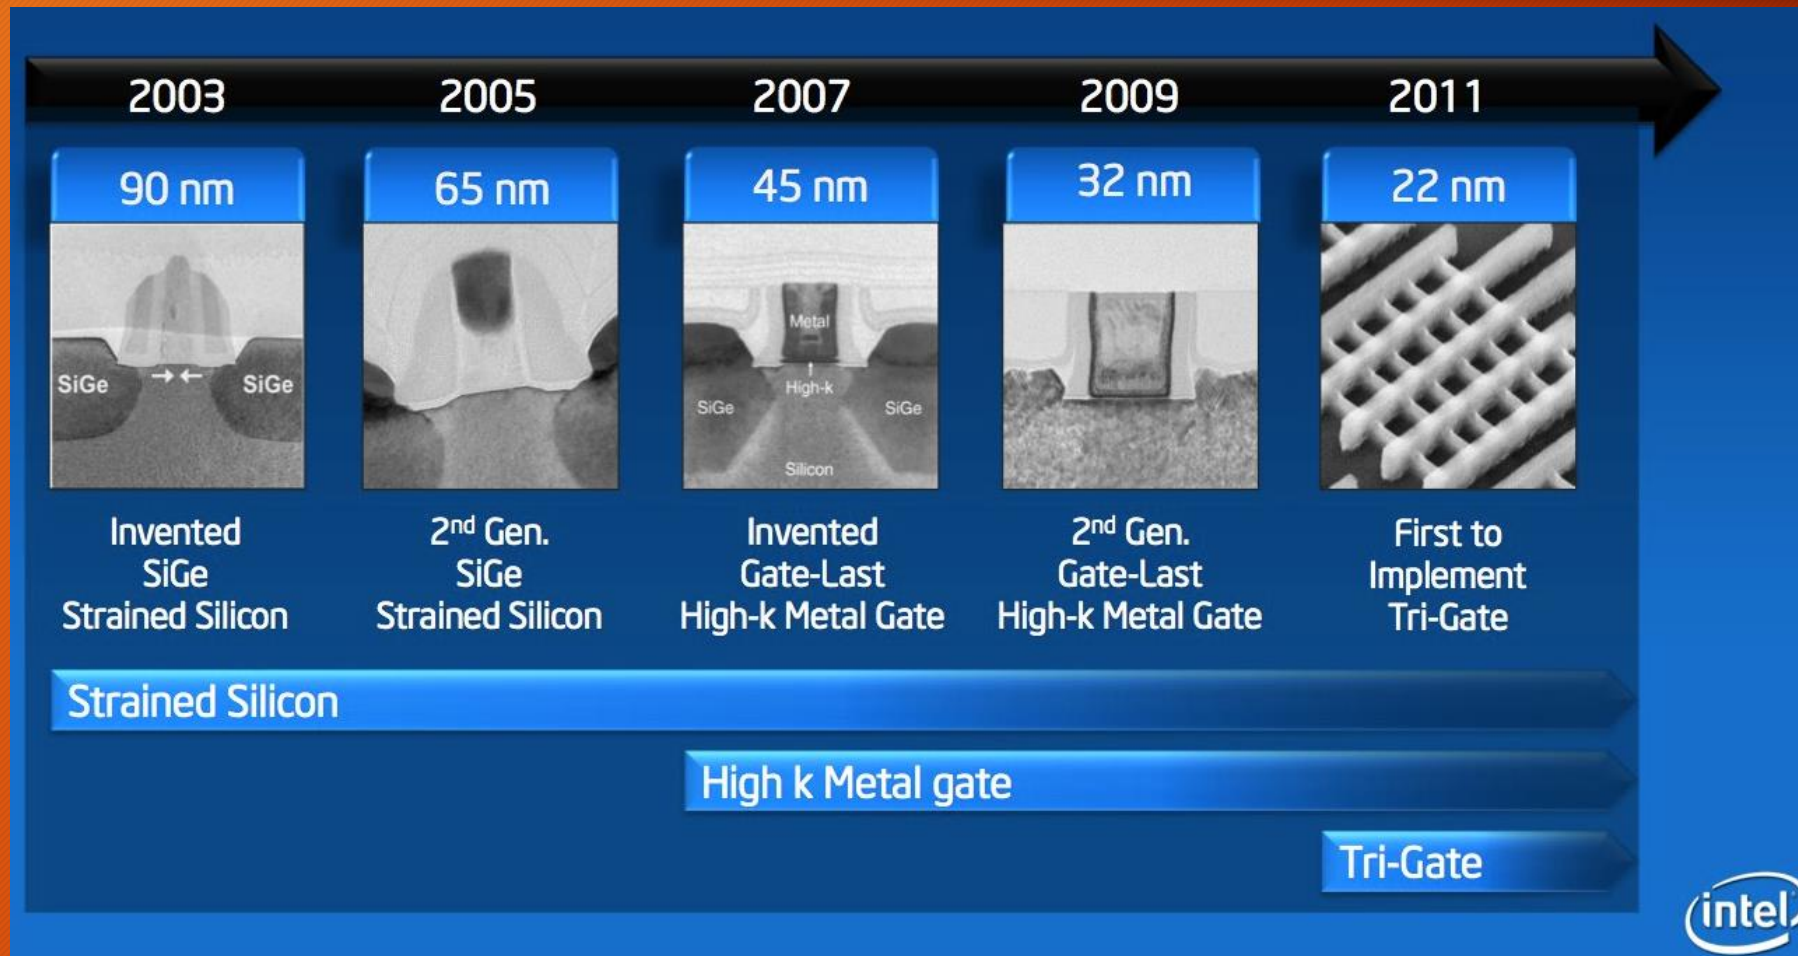 2003 2005 2007 2009 2011
90 nm 65 nm 45 nm 32 nm 22 nm
SiGe
SiGe
Metal
High-k
SiGe
SiGe
Silicon
Invented
SiGe
Strained Silicon
2nd Gen.
SiGe
Strained Silicon
Invented
Gate-Last
High-k Metal Gate
2nd Gen.
Gate-Last
High-k Metal Gate
First to
Implement
Tri-Gate
Strained Silicon
High k Metal gate
Tri-Gate
intel